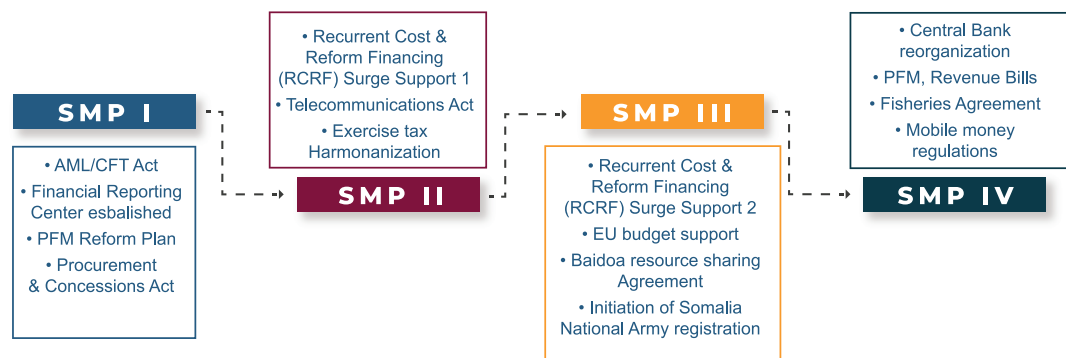 SMP I
• AML/CFT Act
• Financial Reporting
Center esbalished
• PFM Reform Plan
• Procurement
& Concessions Act
• Recurrent Cost &
Reform Financing
(RCRF) Surge Support 1
• Telecommunications Act
• Exercise tax
Harmonanization
SMP II
SMP III
• Recurrent Cost &
Reform Financing
(RCRF) Surge Support 2
• EU budget support
• Baidoa resource sharing
Agreement
• Initiation of Somalia
National Army registration
• Central Bank
reorganization
• PFM, Revenue Bills
• Fisheries Agreement
• Mobile money
regulations
SMP IV